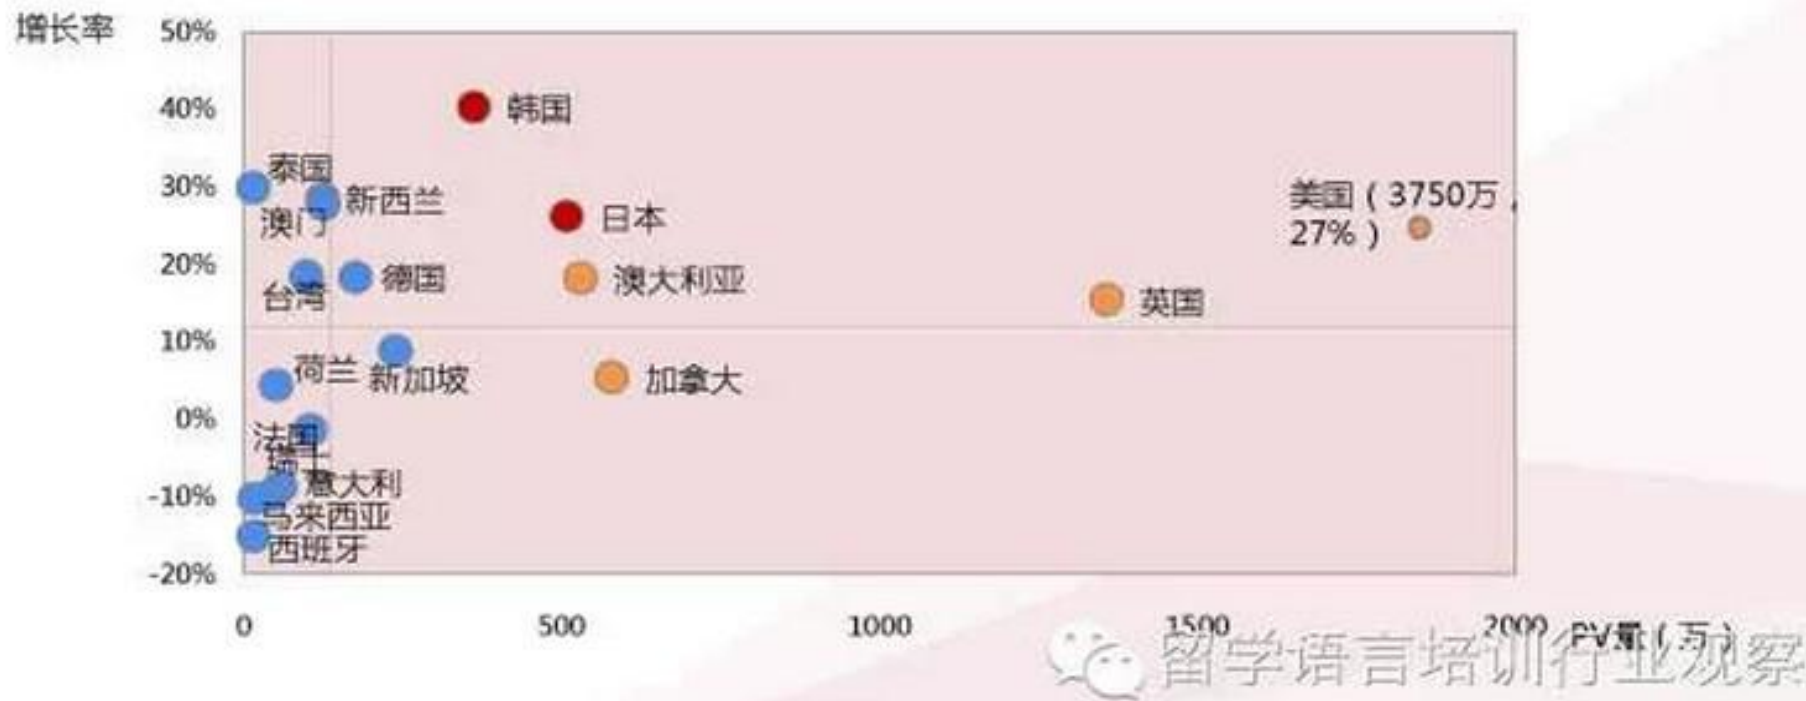 增长率
50%
40%
韩国
泰国
30%
新西兰
澳门
日本
美国（3750万，
27%）
20%
德国
澳大利亚
台湾
英国
10%
荷兰
新加坡
加拿大
0%
法国
瑞士
意大利
-10%
马来西亚
西班牙
-20%
0
500
1000
1500
2000
PV量（万）
留学语言培训行业观察